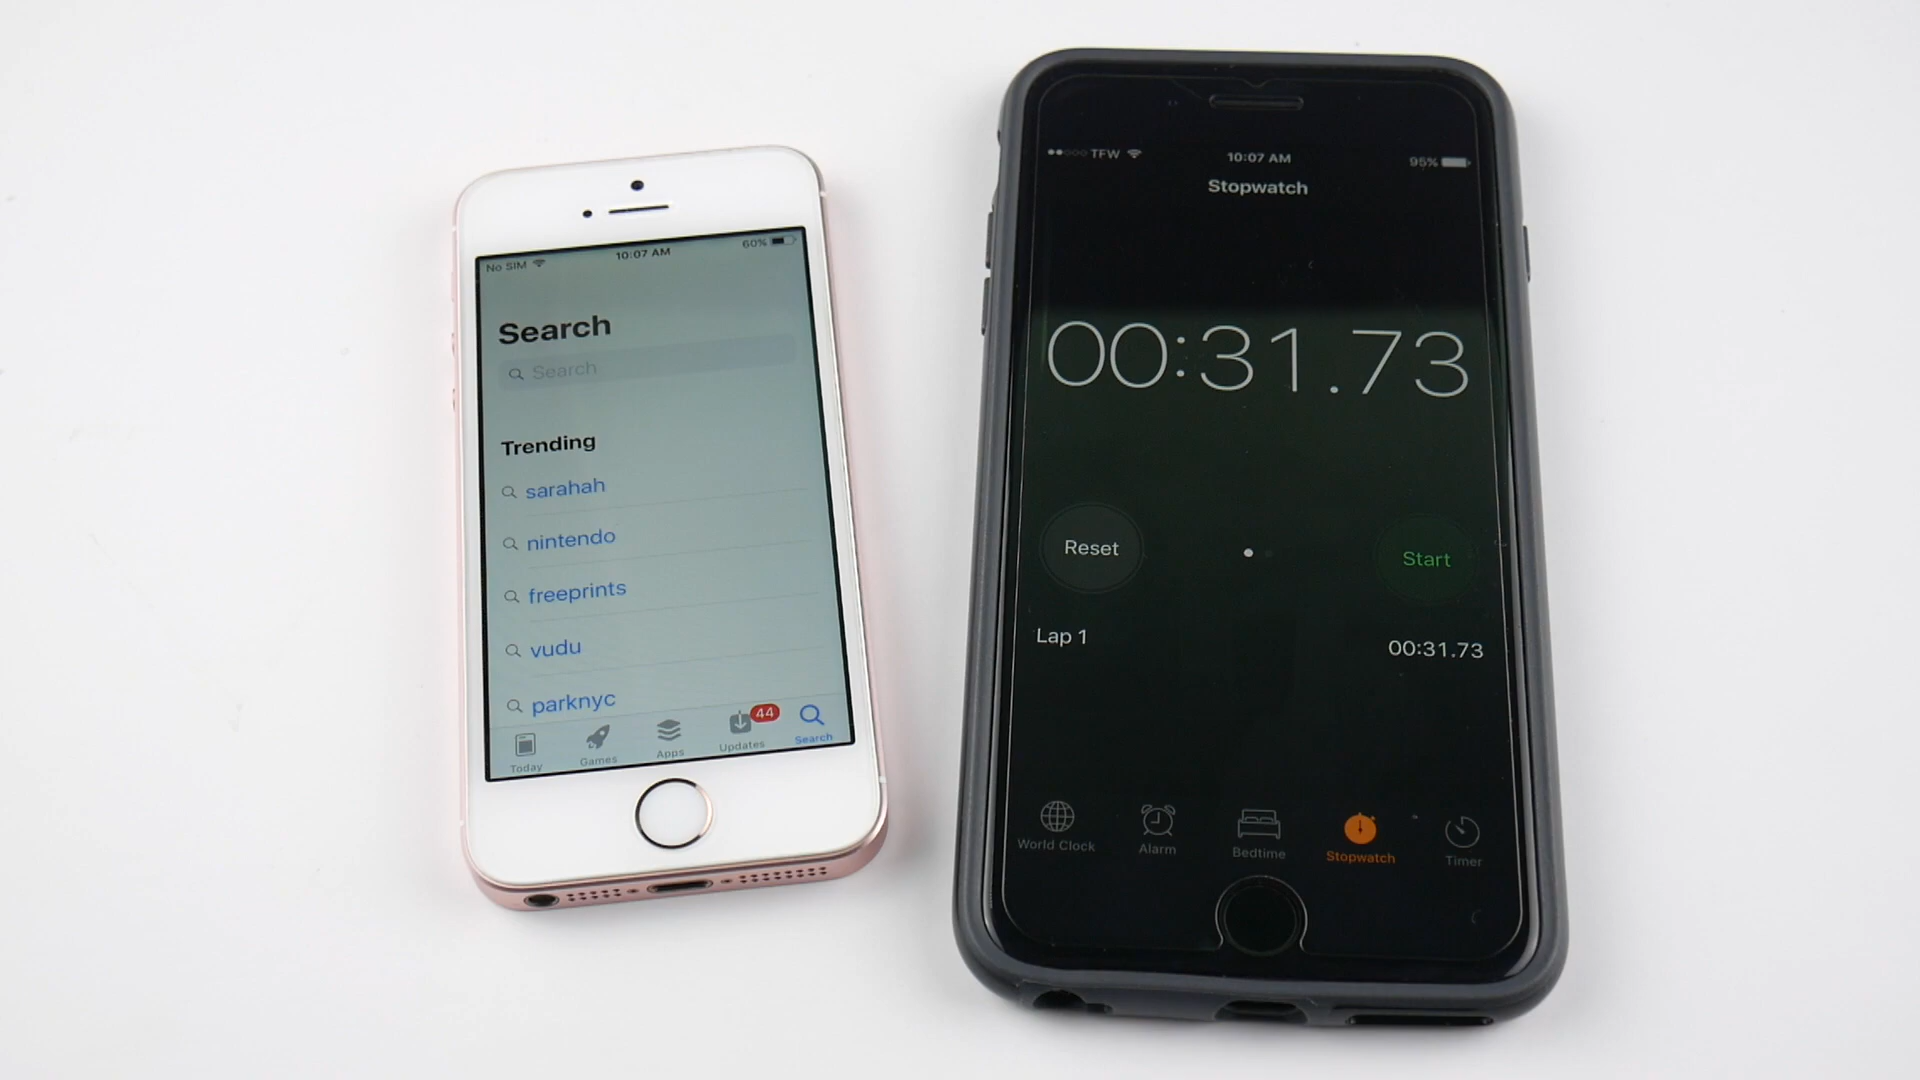 No SIM 10:07 AM 60%
Search
Search
Trending
sarahah
nintendo
freeprints
vudu
parknyc
Today Games Apps Updates 44 Search
TFW 10:07 AM 95%
Stopwatch
00:31.73
Reset Start
Lap 1 00:31.73
World Clock Alarm Bedtime Stopwatch Timer